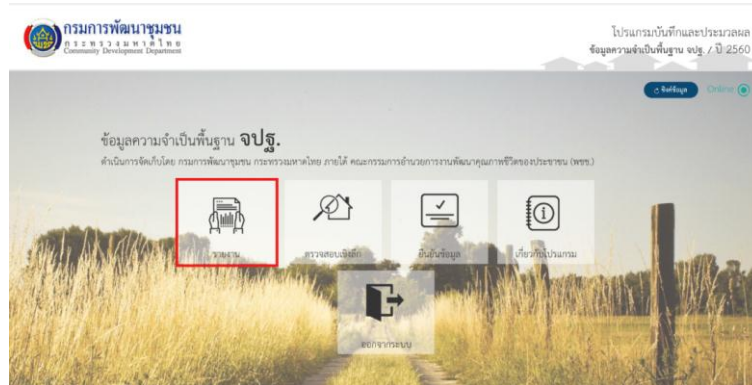 กรมการพัฒนาชุมชน
กระทรวงมหาดไทย
Community Development Department
โปรแกรมบันทึกและประมวลผล
ข้อมูลความจำเป็นพื้นฐาน จปฐ. / ปี 2560
ซิงค์ข้อมูล Online
ข้อมูลความจำเป็นพื้นฐาน จปฐ.
ดำเนินการจัดเก็บโดย กรมการพัฒนาชุมชน กระทรวงมหาดไทย ภายใต้ คณะกรรมการอำนวยการงานพัฒนาคุณภาพชีวิตของประชาชน (พชช.)
รายงาน ตรวจสอบเชิงลึก ยืนยันข้อมูล เกี่ยวกับโปรแกรม
ออกจากระบบ